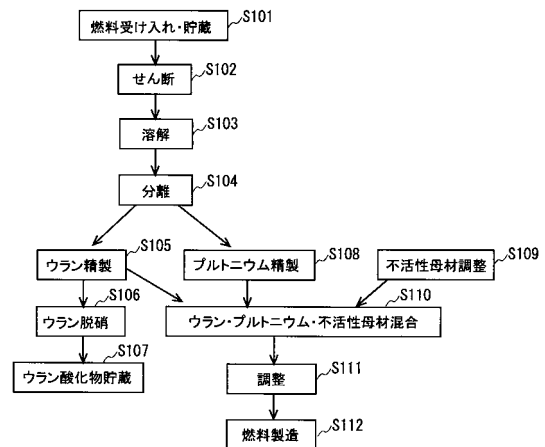 燃料受け入れ・貯蔵 S101
せん断 S102
溶解 S103
分離 S104
ウラン精製 S105
プルトニウム精製 S108
不活性母材調整 S109
ウラン脱硝 S106
ウラン・プルトニウム・不活性母材混合 S110
ウラン酸化物貯蔵 S107
調整 S111
燃料製造 S112